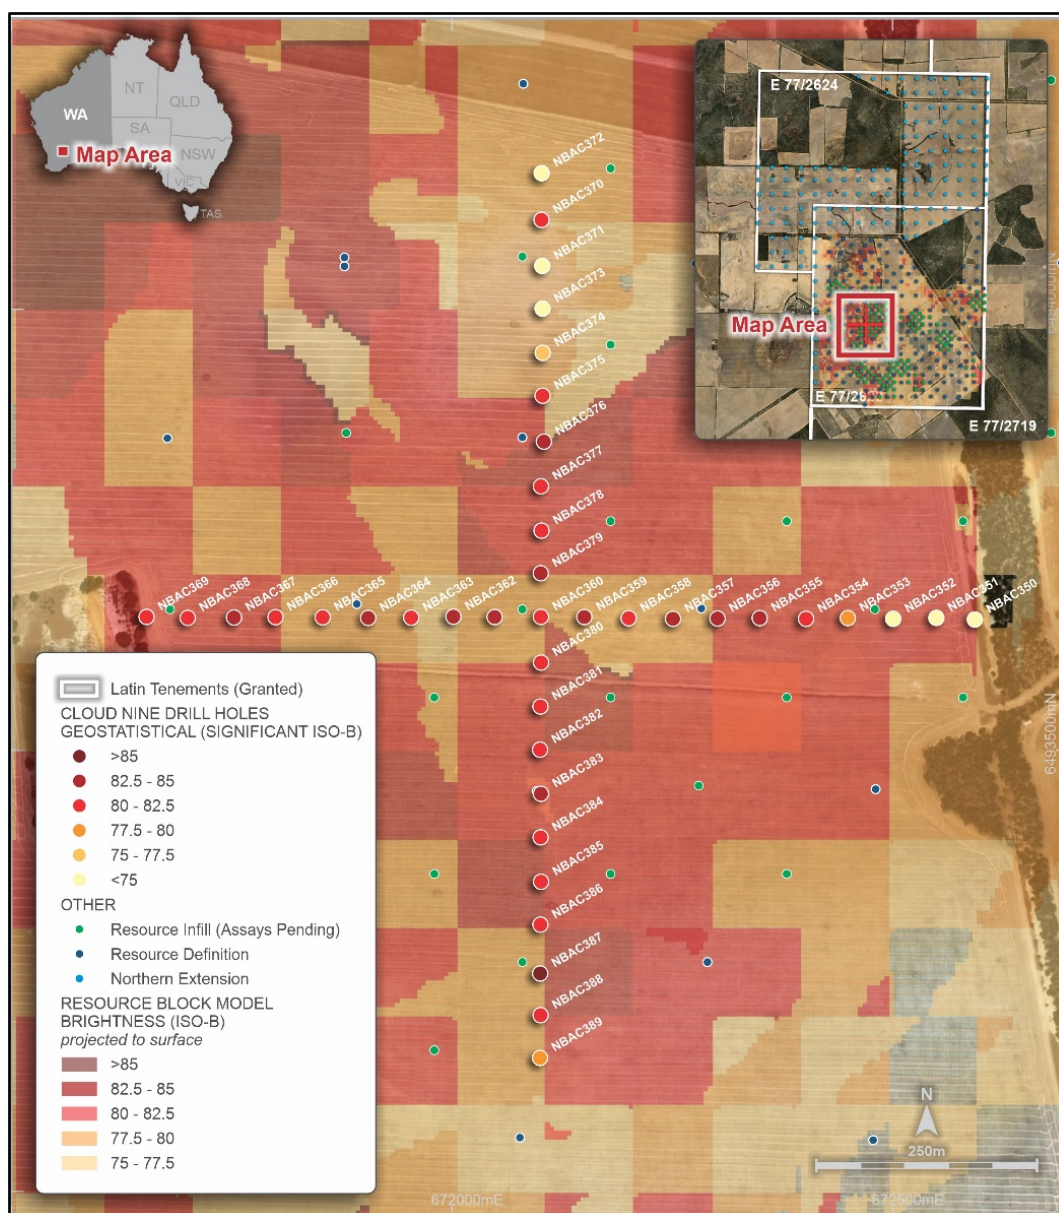 NT
QLD
WA
SA
NSW
VIC
TAS
Map Area
E 77/2624
Map Area
E 77/26
E 77/2719
NBAC372
NBAC370
NBAC371
NBAC373
NBAC374
NBAC375
NBAC376
NBAC377
NBAC378
NBAC379
NBAC369
NBAC368
NBAC367
NBAC366
NBAC365
NBAC364
NBAC363
NBAC362
NBAC360
NBAC359
NBAC358
NBAC357
NBAC356
NBAC355
NBAC354
NBAC353
NBAC352
NBAC351
NBAC350
NBAC380
NBAC381
NBAC382
NBAC383
NBAC384
NBAC385
NBAC386
NBAC387
NBAC388
NBAC389
6493500mN
Latin Tenements (Granted)
CLOUD NINE DRILL HOLES
GEOSTATISTICAL (SIGNIFICANT ISO-B)
>85
82.5 - 85
80 - 82.5
77.5 - 80
75 - 77.5
<75
OTHER
Resource Infill (Assays Pending)
Resource Definition
Northern Extension
RESOURCE BLOCK MODEL
BRIGHTNESS (ISO-B)
projected to surface
>85
82.5 - 85
80 - 82.5
77.5 - 80
75 - 77.5
N
250m
672000mE
672500mE